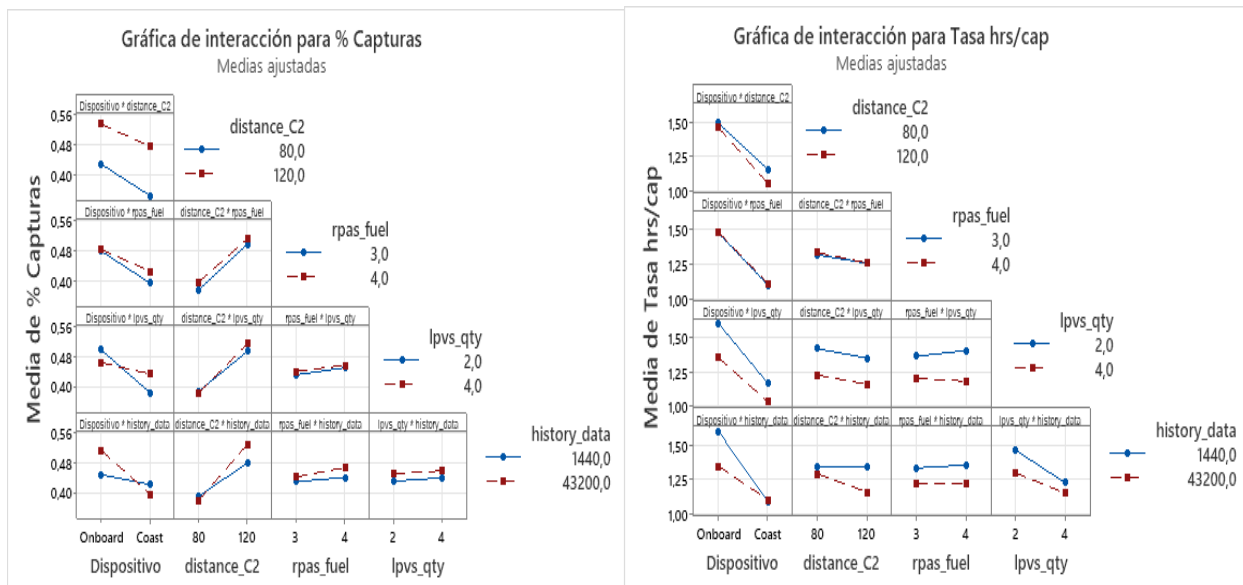 Gráfica de interacción para % Capturas
Medias ajustadas
Media de % Capturas
Dispositivo * distance_C2
0,56
0,48
0,40
distance_C2
80,0
120,0
Dispositivo * rpas_fuel
distance_C2 * rpas_fuel
0,56
0,48
0,40
rpas_fuel
3,0
4,0
Dispositivo * lpvs_qty
distance_C2 * lpvs_qty
rpas_fuel * lpvs_qty
0,56
0,48
0,40
lpvs_qty
2,0
4,0
Dispositivo * history_data
distance_C2 * history_data
rpas_fuel * history_data
lpvs_qty * history_data
0,56
0,48
0,40
history_data
1440,0
43200,0
Onboard Coast 80 120 3 4 2 4
Dispositivo distance_C2 rpas_fuel lpvs_qty
Gráfica de interacción para Tasa hrs/cap
Medias ajustadas
Media de Tasa hrs/cap
Dispositivo * distance_C2
1,50
1,25
1,00
distance_C2
80,0
120,0
Dispositivo * rpas_fuel
distance_C2 * rpas_fuel
1,50
1,25
1,00
rpas_fuel
3,0
4,0
Dispositivo * lpvs_qty
distance_C2 * lpvs_qty
rpas_fuel * lpvs_qty
1,50
1,25
1,00
lpvs_qty
2,0
4,0
Dispositivo * history_data
distance_C2 * history_data
rpas_fuel * history_data
lpvs_qty * history_data
1,50
1,25
1,00
history_data
1440,0
43200,0
Onboard Coast 80 120 3 4 2 4
Dispositivo distance_C2 rpas_fuel lpvs_qty